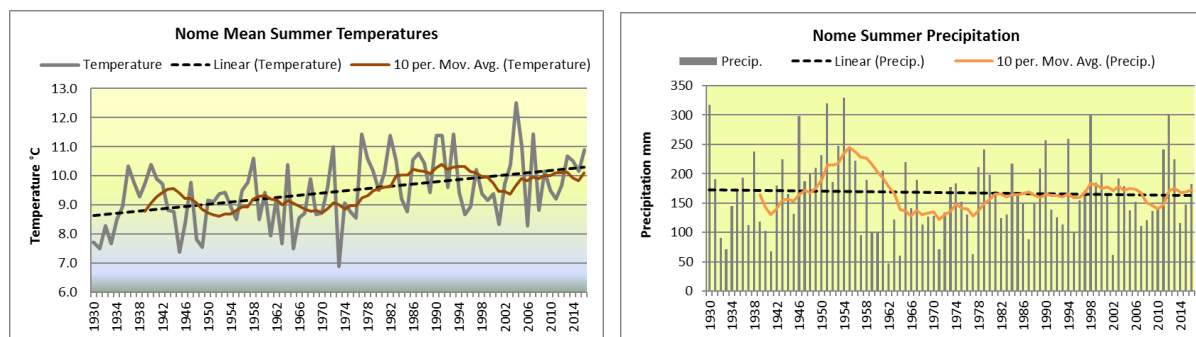 Nome Mean Summer Temperatures
Temperature Linear (Temperature) 10 per. Mov. Avg. (Temperature)
13.0
12.0
11.0
10.0
9.0
8.0
7.0
6.0
Temperature °C
1930 1934 1938 1942 1946 1950 1954 1958 1962 1966 1970 1974 1978 1982 1986 1990 1994 1998 2002 2006 2010 2014
Nome Summer Precipitation
Precip. Linear (Precip.) 10 per. Mov. Avg. (Precip.)
350
300
250
200
150
100
50
0
Precipitation mm
1930 1934 1938 1942 1946 1950 1954 1958 1962 1966 1970 1974 1978 1982 1986 1990 1994 1998 2002 2006 2010 2014